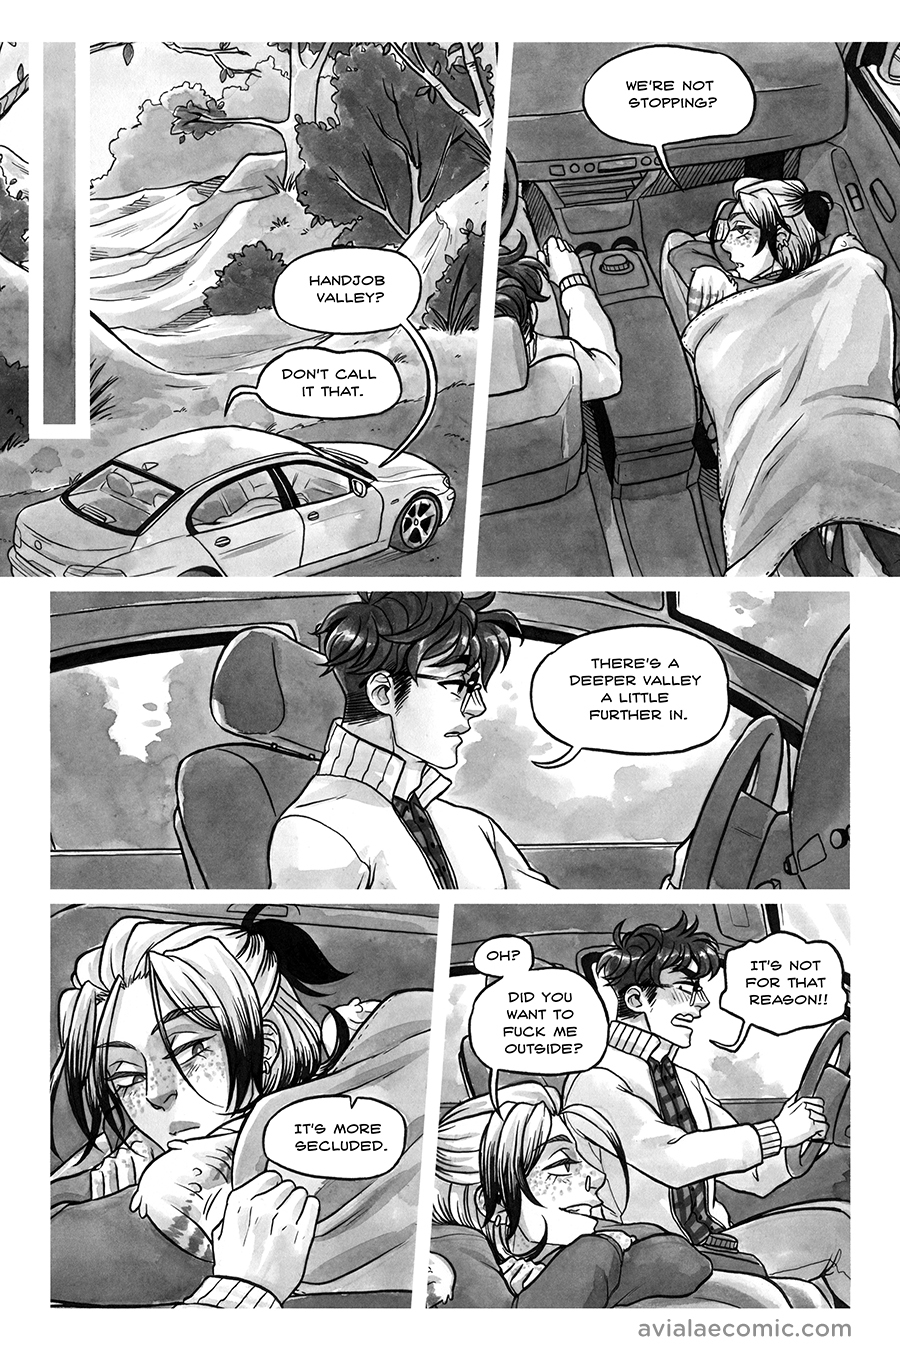 HANDJOB
VALLEY?
DON'T CALL
IT THAT.
WE'RE NOT
STOPPING?
THERE'S A
DEEPER VALLEY
A LITTLE
FURTHER IN.
IT'S MORE
SECLUDED.
OH?
DID YOU
WANT TO
FUCK ME
OUTSIDE?
IT'S NOT
FOR THAT
REASON!!
avialaecomic.com